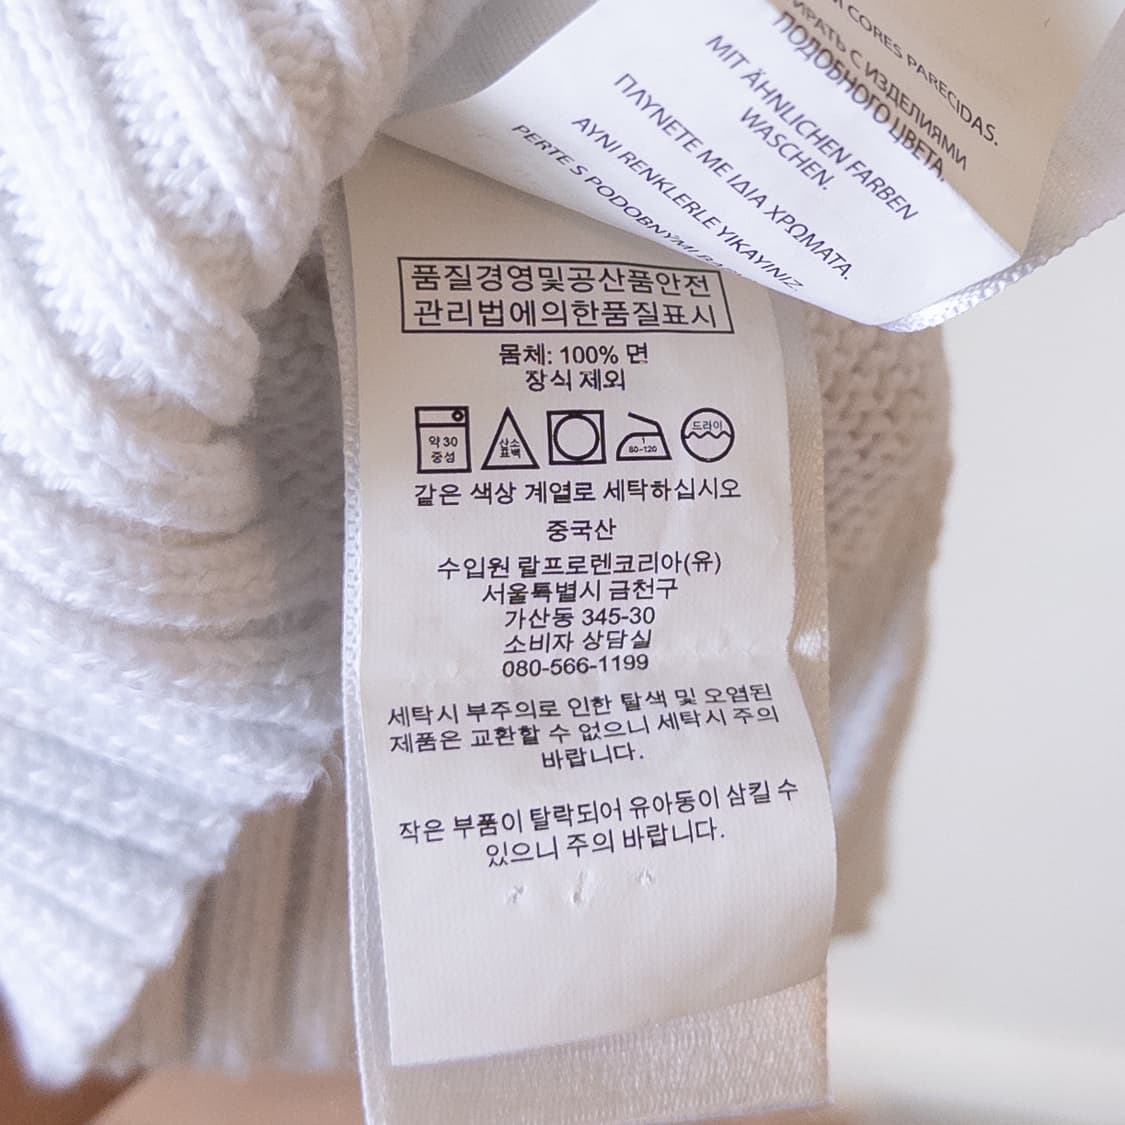 CORES PARECIDAS.
ИРАТЬ С ИЗДЕЛИЯМИ
ПОДОБНОГО ЦВЕТА.
MIT ÄHNLICHEN FARBEN
WASCHEN.
ΠΛΥΝΕΤΕ ΜΕ ΙΔΙΑ ΧΡΩΜΑΤΑ.
AYNI RENKLERLE YIKAYINIZ.
PERTE S PODOBNÝMI
품질경영및공산품안전
관리법에의한품질표시
몸체: 100% 면
장식 제외
약 30
중성
산소
표백
1
80-120
드라이
같은 색상 계열로 세탁하십시오
중국산
수입원 랄프로렌코리아(유)
서울특별시 금천구
가산동 345-30
소비자 상담실
080-566-1199
세탁시 부주의로 인한 탈색 및 오염된
제품은 교환할 수 없으니 세탁시 주의
바랍니다.
작은 부품이 탈락되어 유아동이 삼킬 수
있으니 주의 바랍니다.